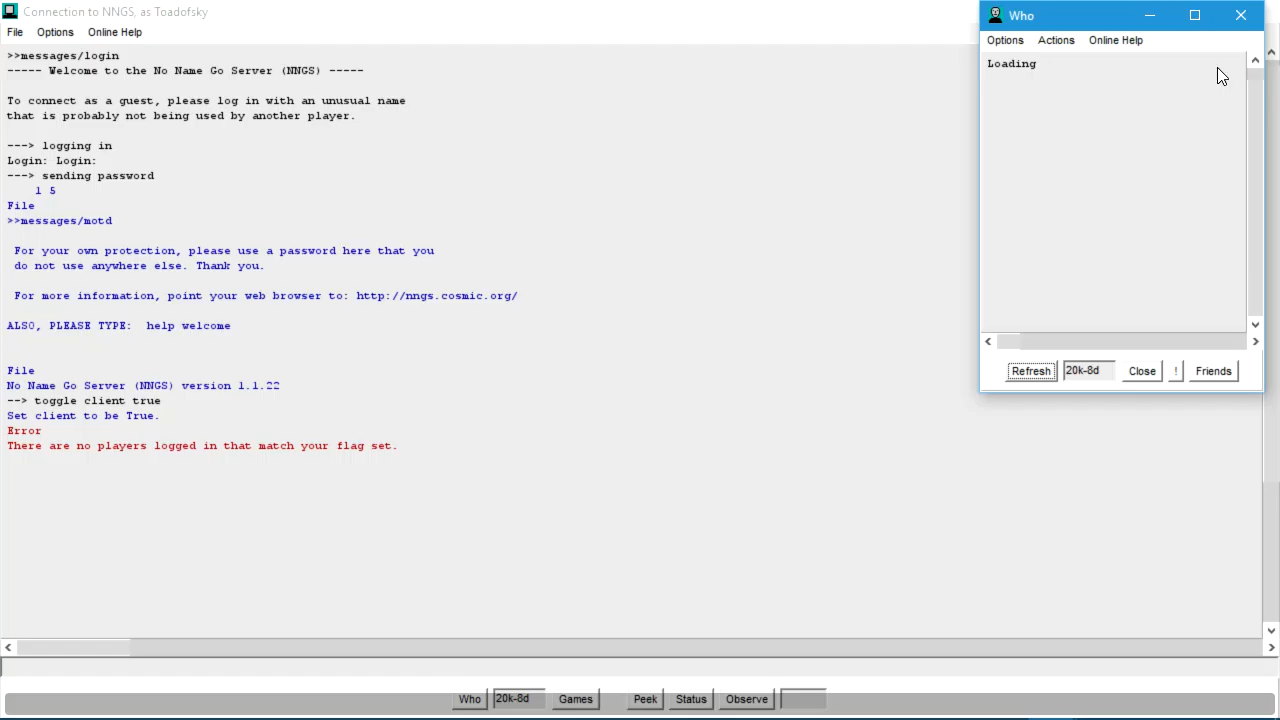 Connection to NNGS, as Toadofsky
File Options Online Help
>>messages/login
----- Welcome to the No Name Go Server (NNGS) -----
To connect as a guest, please log in with an unusual name
that is probably not being used by another player.
---> logging in
Login: Login:
---> sending password
1 5
File
>>messages/motd
For your own protection, please use a password here that you
do not use anywhere else. Thank you.
For more information, point your web browser to: http://nngs.cosmic.org/
ALSO, PLEASE TYPE: help welcome
File
No Name Go Server (NNGS) version 1.1.22
--> toggle client true
Set client to be True.
Error
There are no players logged in that match your flag set.
Who 20k-8d Games Peek Status Observe
Who
Options Actions Online Help
Loading
Refresh 20k-8d Close ! Friends